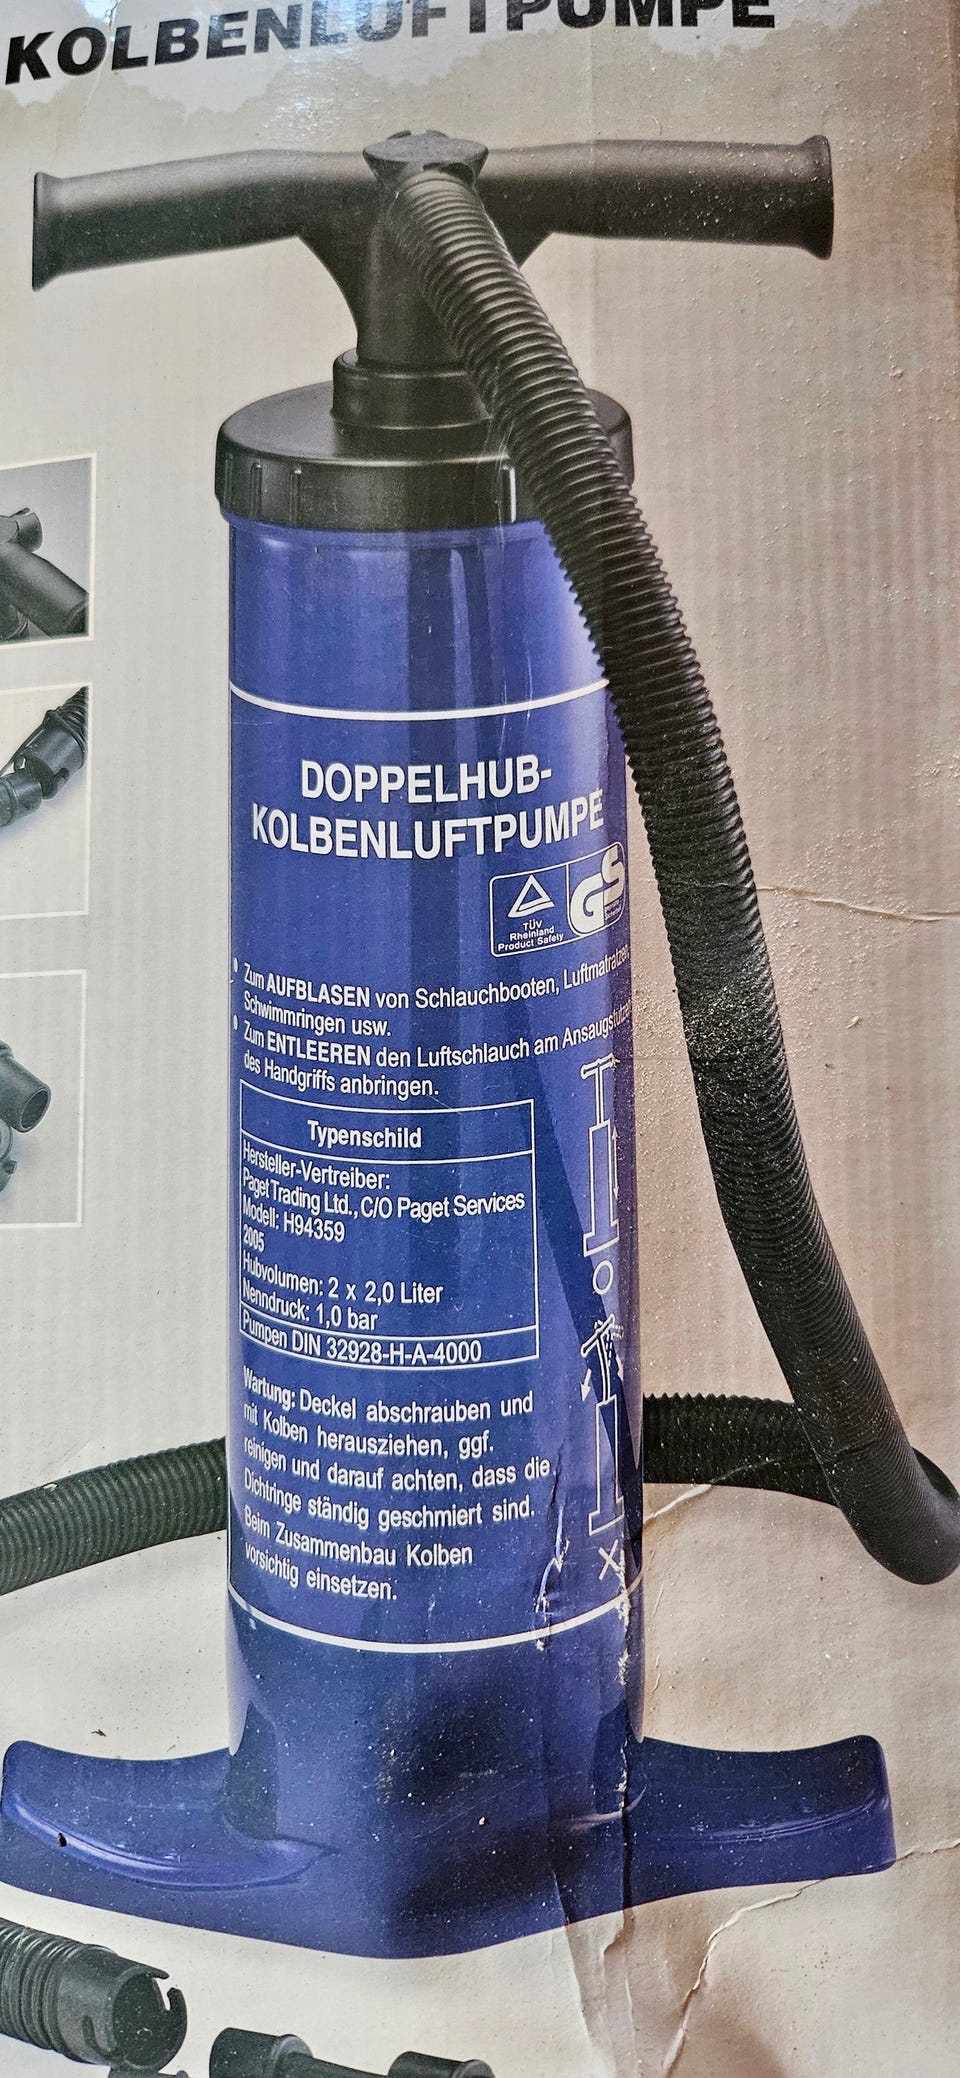 KOLBENLUFTPUMPE
DOPPELHUB-
KOLBENLUFTPUMPE
TÜV
Rheinland
Product Safety
GS
geprüfte
Sicherheit
• Zum AUFBLASEN von Schlauchbooten, Luftmatratzen,
Schwimmringen usw.
• Zum ENTLEEREN den Luftschlauch am Ansaugstutzen
des Handgriffs anbringen.
Typenschild
Hersteller-Vertreiber:
Paget Trading Ltd., C/O Paget Services
Modell: H94359
2005
Hubvolumen: 2 x 2,0 Liter
Nenndruck: 1,0 bar
Pumpen DIN 32928-H-A-4000
Wartung: Deckel abschrauben und
mit Kolben herausziehen, ggf.
reinigen und darauf achten, dass die
Dichtringe ständig geschmiert sind.
Beim Zusammenbau Kolben
vorsichtig einsetzen.